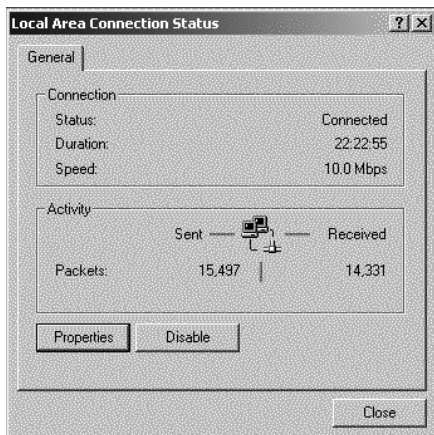 Local Area Connection Status
General
Connection
Status: Connected
Duration: 22:22:55
Speed: 10.0 Mbps
Activity
Sent Received
Packets: 15,497 14,331
Properties Disable
Close